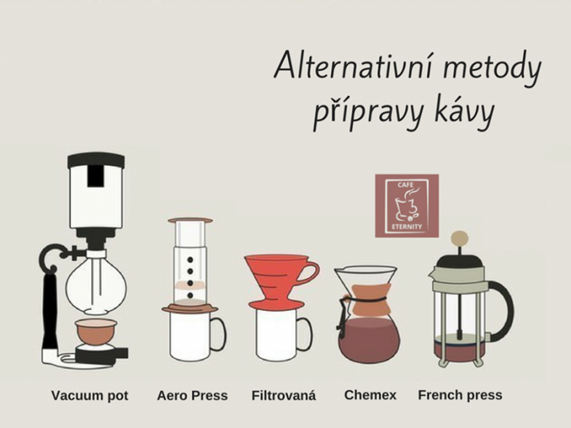 Alternativní metody
přípravy kávy
CAFE
ETERNITY
Vacuum pot
Aero Press
Filtrovaná
Chemex
French press